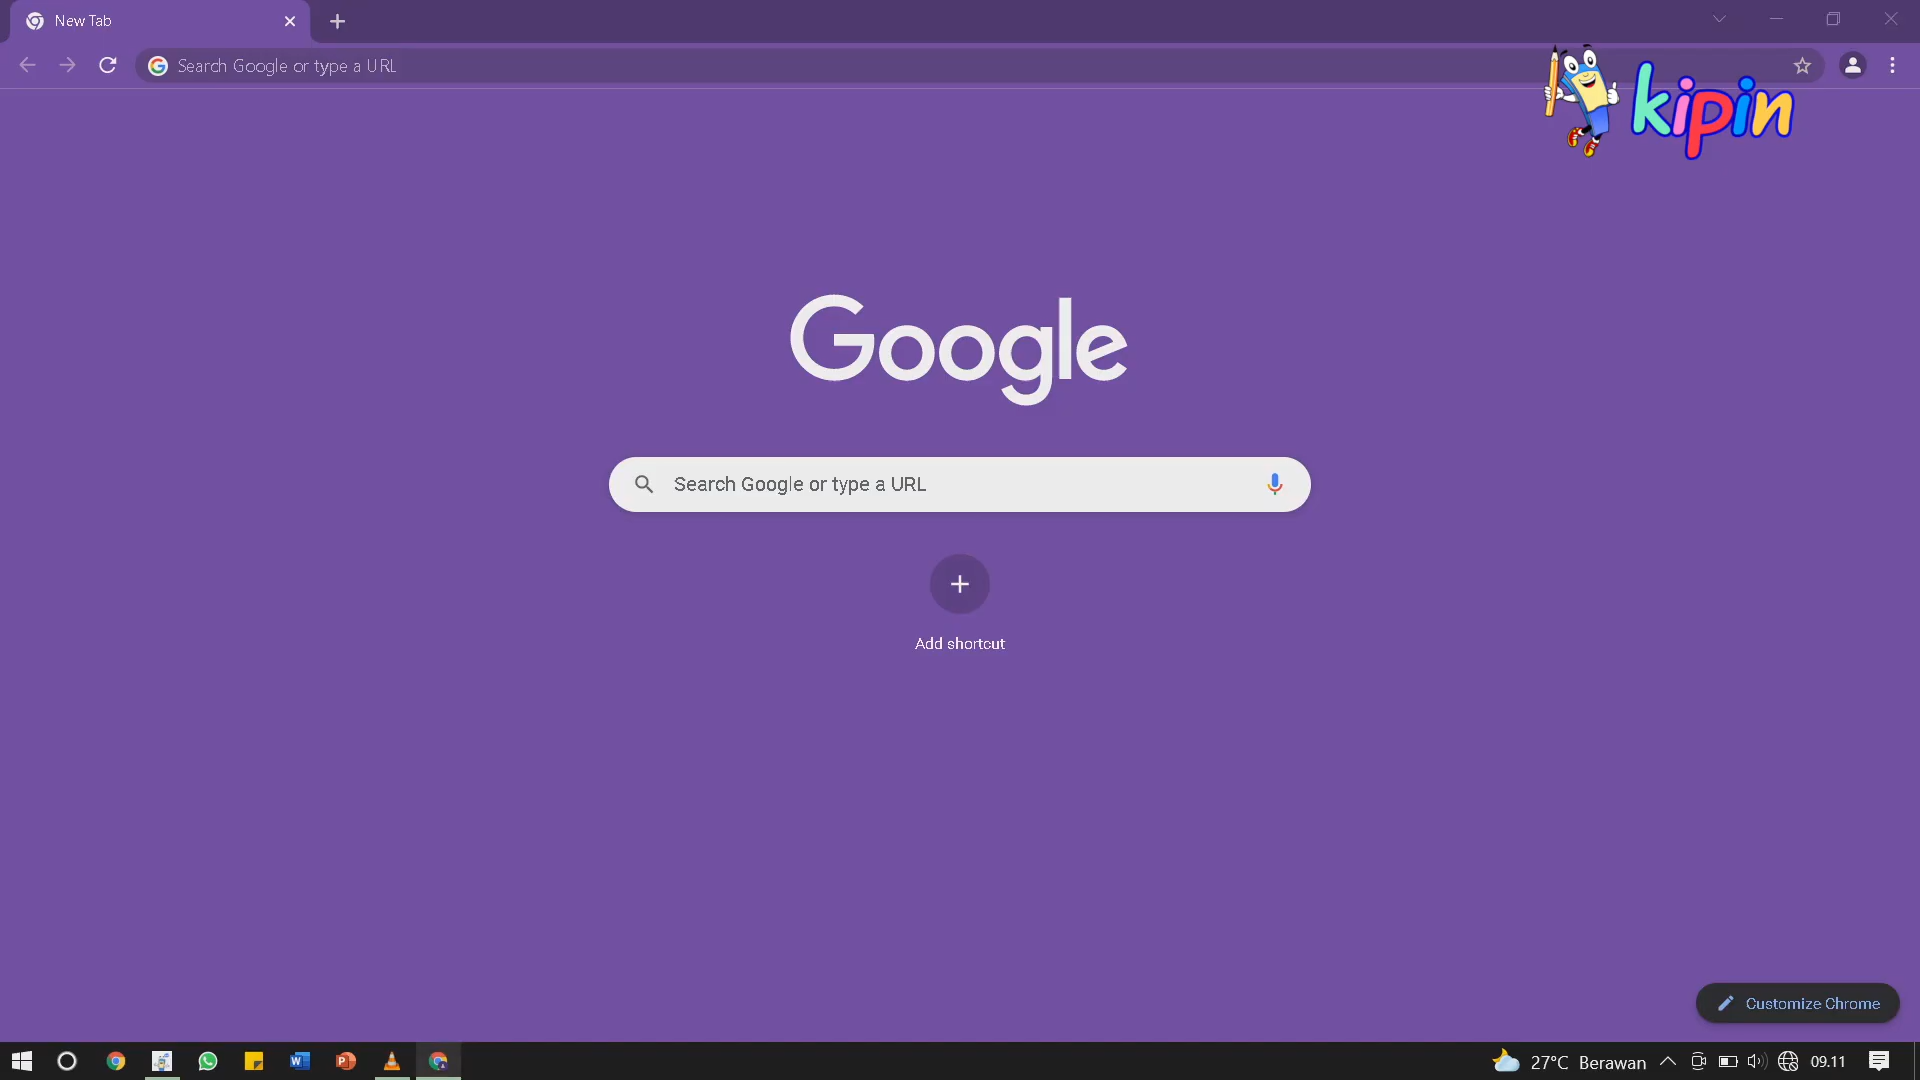 New Tab
Search Google or type a URL
kipin
Google
Search Google or type a URL
Add shortcut
Customize Chrome
27°C Berawan
09.11